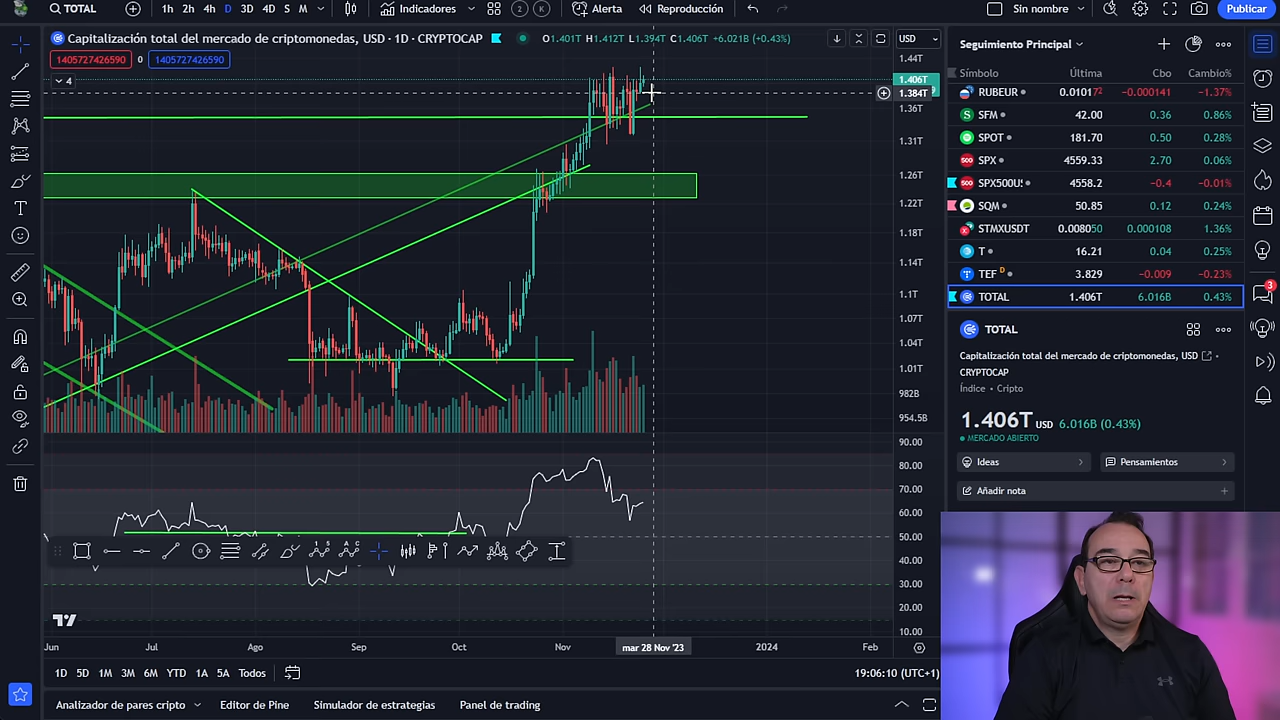 TOTAL 1h 2h 4h D 3D 4D S M Indicadores 2 K Alerta Reproducción Sin nombre Publicar
Capitalización total del mercado de criptomonedas, USD · 1D · CRYPTOCAP O1.401T H1.412T L1.394T C1.406T +6.021B (+0.43%) USD
1405727426590 0 1405727426590
4
1.44T
1.406T
1.384T
1.36T
1.31T
1.26T
1.22T
1.18T
1.14T
1.1T
1.07T
1.04T
1.01T
982B
954.5B
90.00
80.00
70.00
60.00
50.00
40.00
30.00
20.00
10.00
Jun Jul Ago Sep Oct Nov mar 28 Nov '23 2024 Feb
1D 5D 1M 3M 6M YTD 1A 5A Todos 19:06:10 (UTC+1)
Analizador de pares cripto Editor de Pine Simulador de estrategias Panel de trading
Seguimiento Principal
Símbolo Última Cbo Cambio%
RUBEUR 0.010172 -0.000141 -1.37%
SFM 42.00 0.36 0.86%
SPOT 181.70 0.50 0.28%
SPX 4559.33 2.70 0.06%
SPX500U 4558.2 -0.4 -0.01%
SQM 50.85 0.12 0.24%
STMXUSDT 0.008050 0.000108 1.36%
T 16.21 0.04 0.25%
TEF D 3.829 -0.009 -0.23%
TOTAL 1.406T 6.016B 0.43%
3
TOTAL
Capitalización total del mercado de criptomonedas, USD
CRYPTOCAP
Índice • Cripto
1.406T USD 6.016B (0.43%)
MERCADO ABIERTO
Ideas Pensamientos
Añadir nota